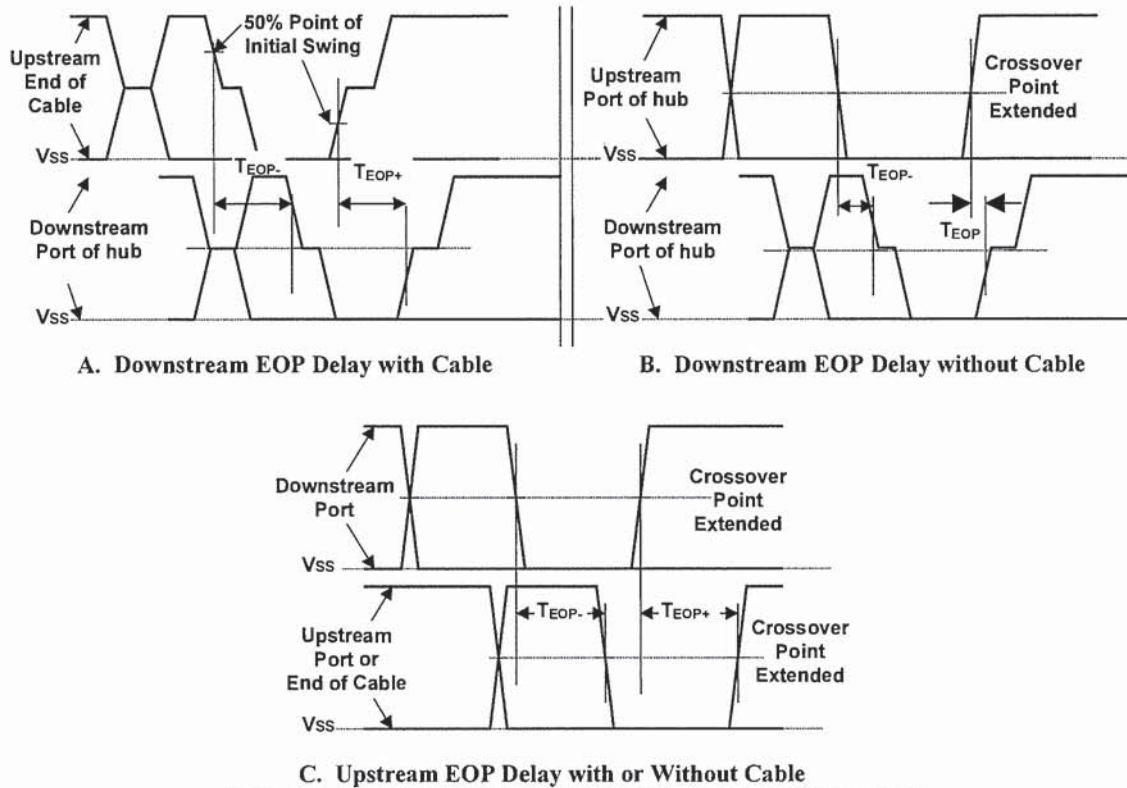 50% Point of
Initial Swing
Upstream
End of
Cable
VSS
TEOP-
TEOP+
Downstream
Port of hub
VSS
A. Downstream EOP Delay with Cable
Upstream
Port of hub
Crossover
Point
Extended
VSS
TEOP-
TEOP
Downstream
Port of hub
VSS
B. Downstream EOP Delay without Cable
Downstream
Port
Crossover
Point
Extended
VSS
TEOP-
TEOP+
Upstream
Port or
End of Cable
Crossover
Point
Extended
VSS
C. Upstream EOP Delay with or Without Cable